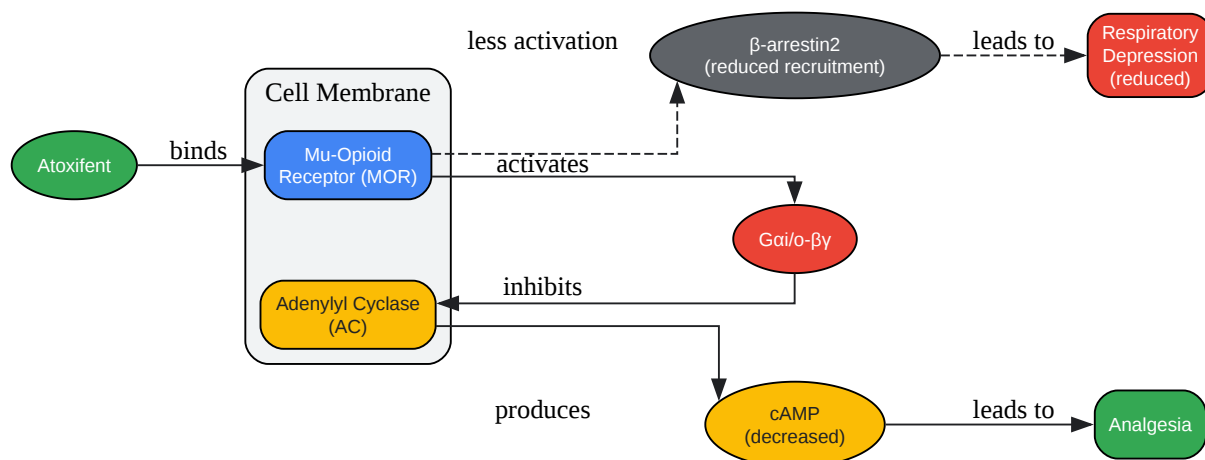 less activation
β-arrestin2
(reduced recruitment)
leads to
Respiratory
Depression
(reduced)
Cell Membrane
Atoxifent
binds
Mu-Opioid
Receptor (MOR)
activates
Gαi/o-βγ
inhibits
Adenylyl Cyclase
(AC)
produces
cAMP
(decreased)
leads to
Analgesia